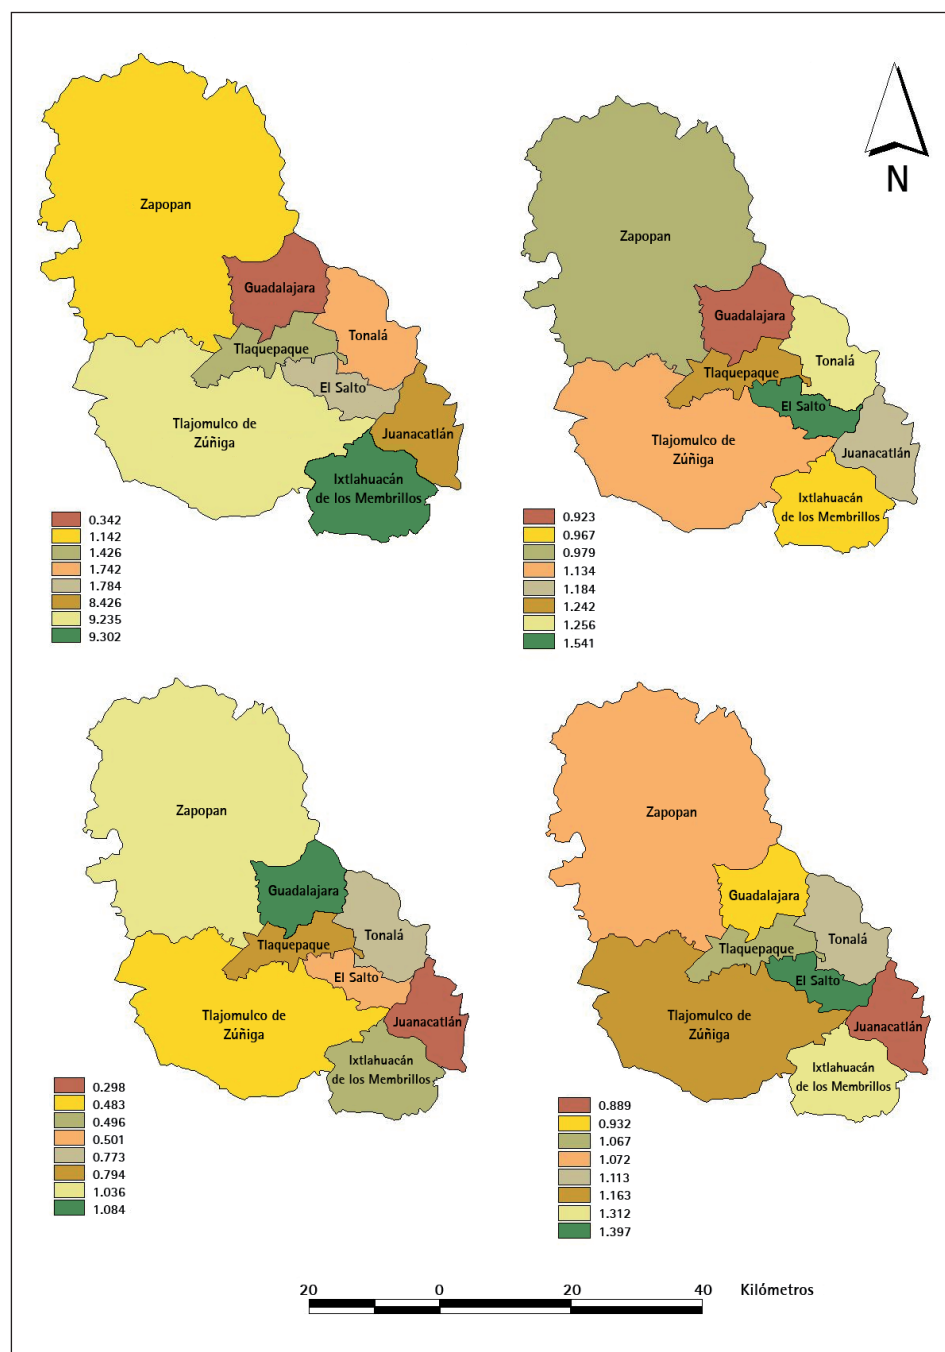 Zapopan
Guadalajara
Tonalá
Tlaquepaque
El Salto
Tlajomulco de
Zúñiga
Juanacatlán
Ixtlahuacán
de los Membrillos
0.342
1.142
1.426
1.742
1.784
8.426
9.235
9.302
N
Zapopan
Guadalajara
Tonalá
Tlaquepaque
El Salto
Tlajomulco de
Zúñiga
Juanacatlán
Ixtlahuacán
de los Membrillos
0.923
0.967
0.979
1.134
1.184
1.242
1.256
1.541
Zapopan
Guadalajara
Tonalá
Tlaquepaque
El Salto
Tlajomulco de
Zúñiga
Juanacatlán
Ixtlahuacán
de los Membrillos
0.298
0.483
0.496
0.501
0.773
0.794
1.036
1.084
Zapopan
Guadalajara
Tonalá
Tlaquepaque
El Salto
Tlajomulco de
Zúñiga
Juanacatlán
Ixtlahuacán
de los Membrillos
0.889
0.932
1.067
1.072
1.113
1.163
1.312
1.397
20 0 20 40 Kilómetros